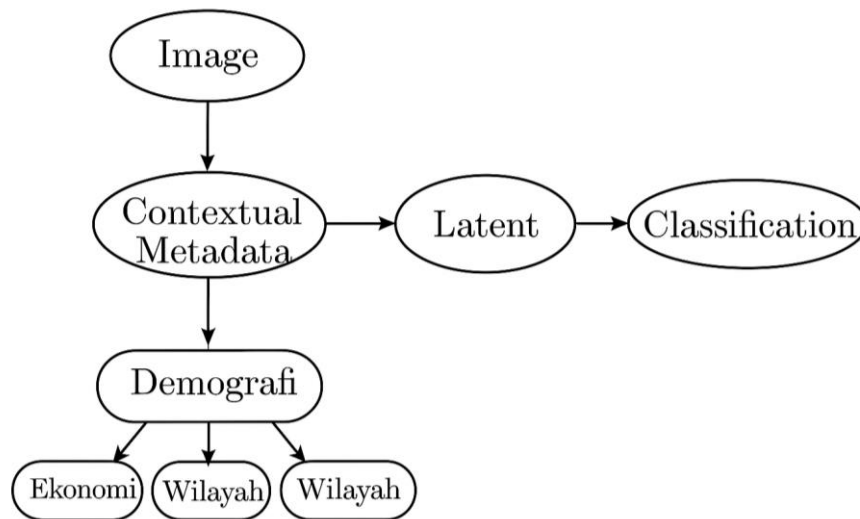 Image
Contextual
Metadata
Latent
Classification
Demografi
Ekonomi
Wilayah
Wilayah